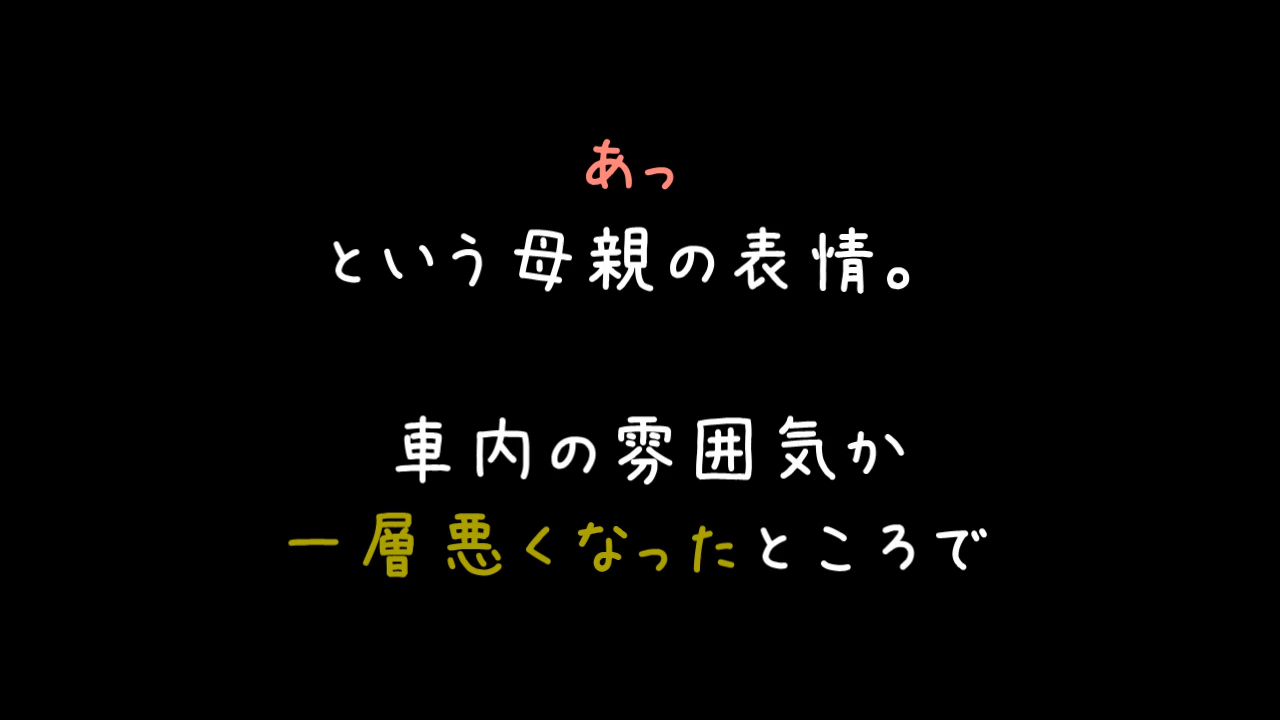 あっ
という母親の表情。
車内の雰囲気か
一層悪くなったところで